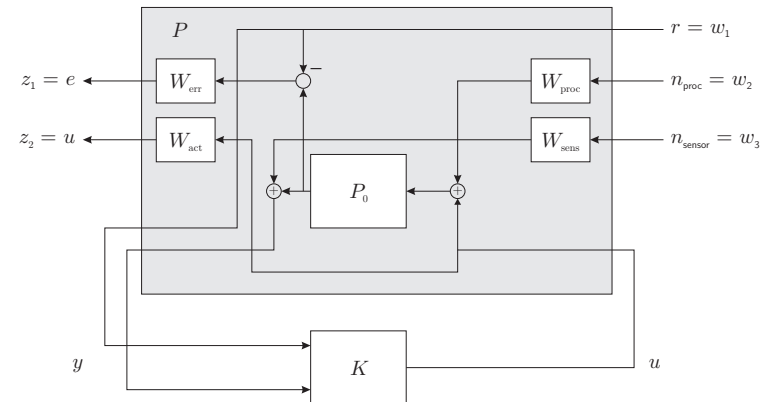 P
r = w₁
z₁ = e
W_err
−
W_proc
n_proc = w₂
z₂ = u
W_act
W_sens
n_sensor = w₃
+
P₀
+
y
K
u